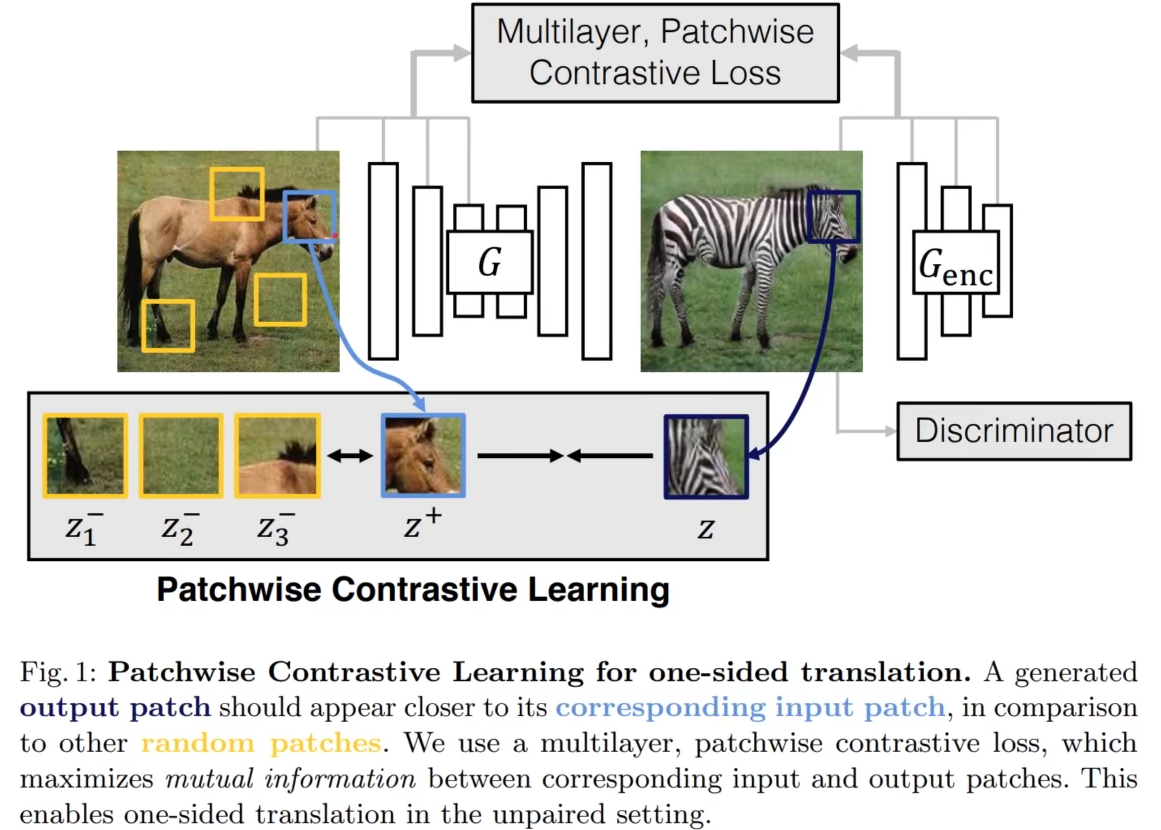 Multilayer, Patchwise
Contrastive Loss
G
G_enc
Discriminator
z_1^- z_2^- z_3^- z^+ z
Patchwise Contrastive Learning
Fig. 1: Patchwise Contrastive Learning for one-sided translation. A generated
output patch should appear closer to its corresponding input patch, in comparison
to other random patches. We use a multilayer, patchwise contrastive loss, which
maximizes mutual information between corresponding input and output patches. This
enables one-sided translation in the unpaired setting.